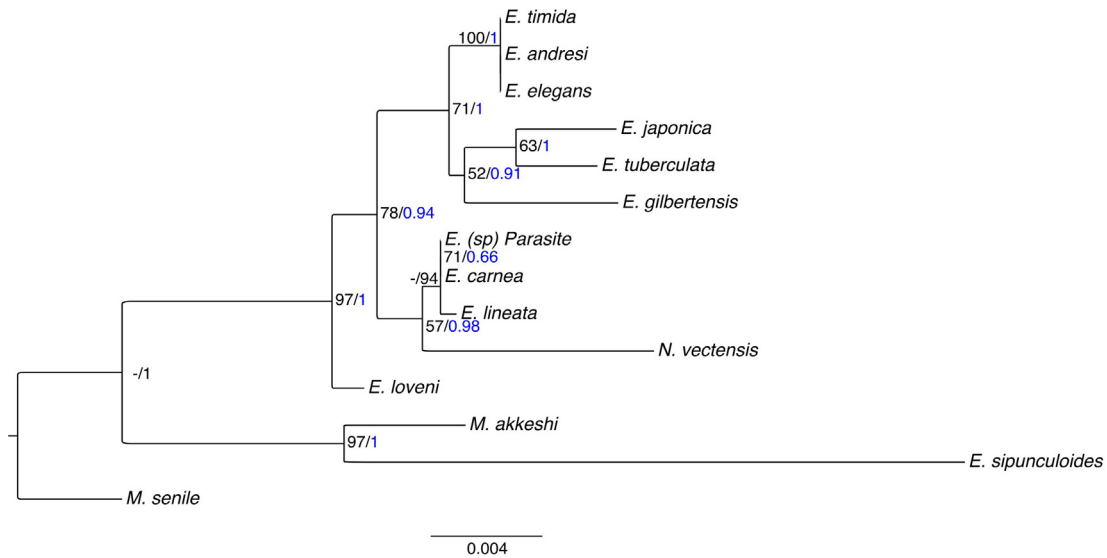 E. timida
100/1
E. andresi
E. elegans
71/1
E. japonica
63/1
E. tuberculata
52/0.91
E. gilbertensis
78/0.94
E. (sp) Parasite
71/0.66
-/94
E. carnea
97/1
E. lineata
57/0.98
N. vectensis
-/1
E. loveni
M. akkeshi
97/1
E. sipunculoides
M. senile
0.004